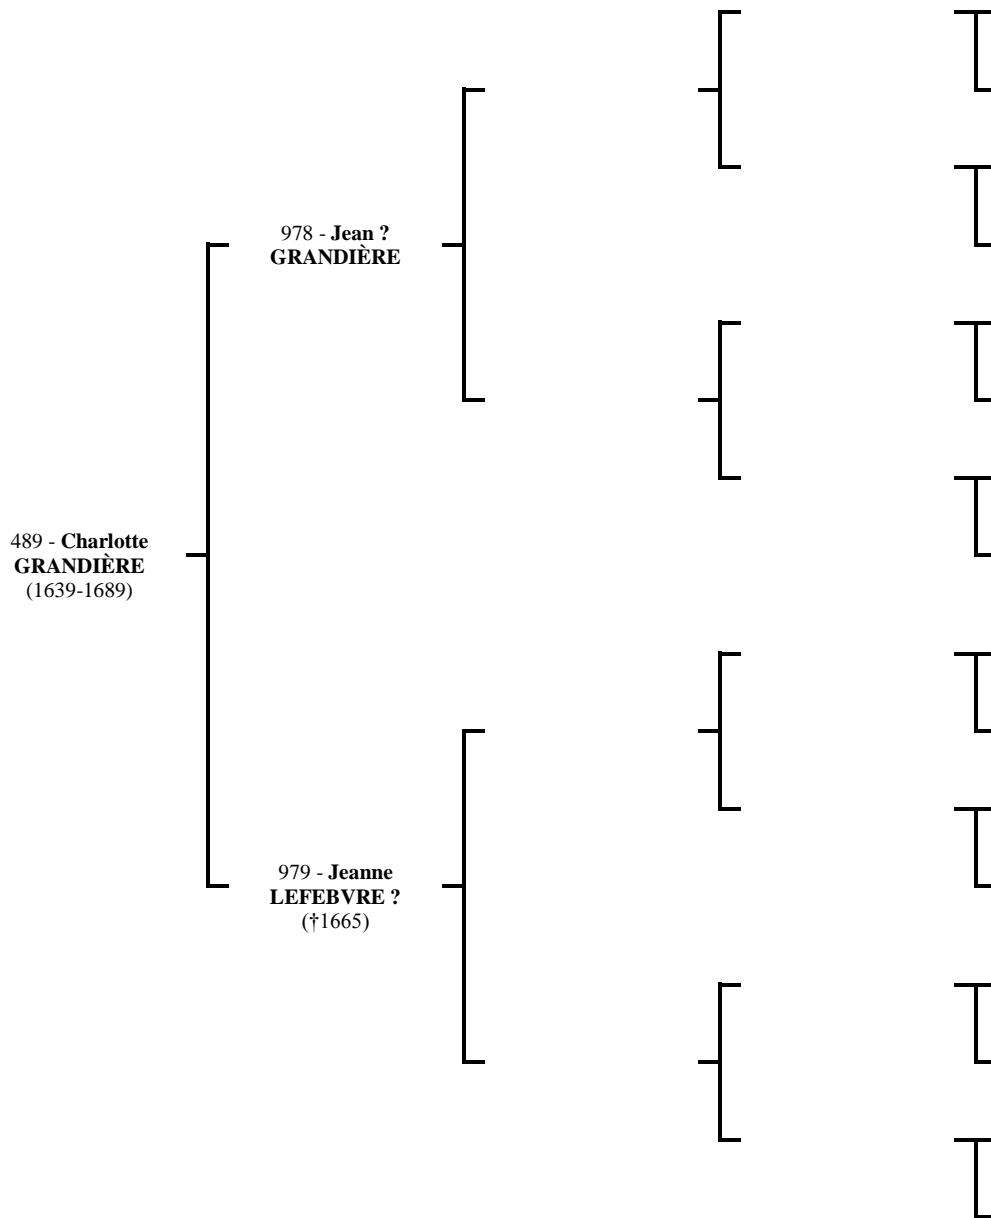 978 - Jean ?
GRANDIÈRE
489 - Charlotte
GRANDIÈRE
(1639-1689)
979 - Jeanne
LEFEBVRE ?
(†1665)